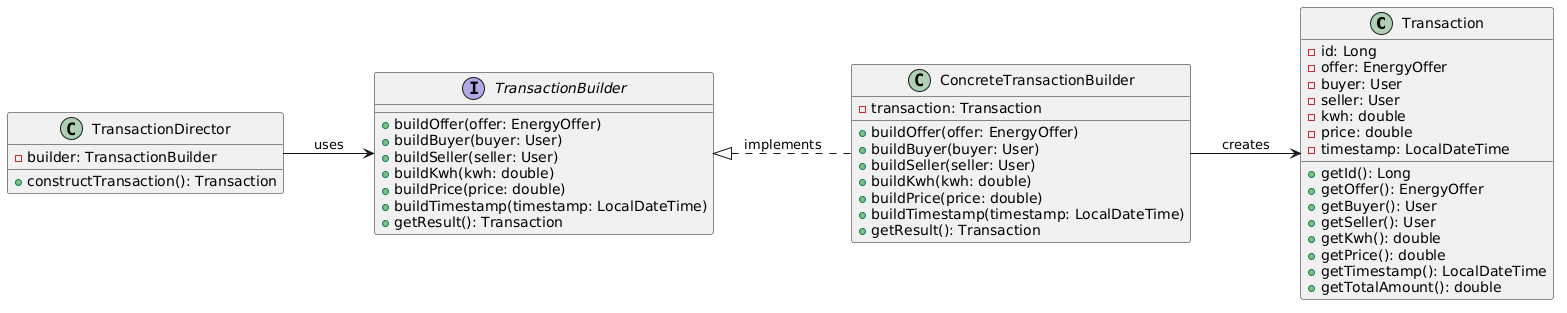 C TransactionDirector
builder: TransactionBuilder
constructTransaction(): Transaction
uses
I TransactionBuilder
buildOffer(offer: EnergyOffer)
buildBuyer(buyer: User)
buildSeller(seller: User)
buildKwh(kwh: double)
buildPrice(price: double)
buildTimestamp(timestamp: LocalDateTime)
getResult(): Transaction
implements
C ConcreteTransactionBuilder
transaction: Transaction
buildOffer(offer: EnergyOffer)
buildBuyer(buyer: User)
buildSeller(seller: User)
buildKwh(kwh: double)
buildPrice(price: double)
buildTimestamp(timestamp: LocalDateTime)
getResult(): Transaction
creates
C Transaction
id: Long
offer: EnergyOffer
buyer: User
seller: User
kwh: double
price: double
timestamp: LocalDateTime
getId(): Long
getOffer(): EnergyOffer
getBuyer(): User
getSeller(): User
getKwh(): double
getPrice(): double
getTimestamp(): LocalDateTime
getTotalAmount(): double